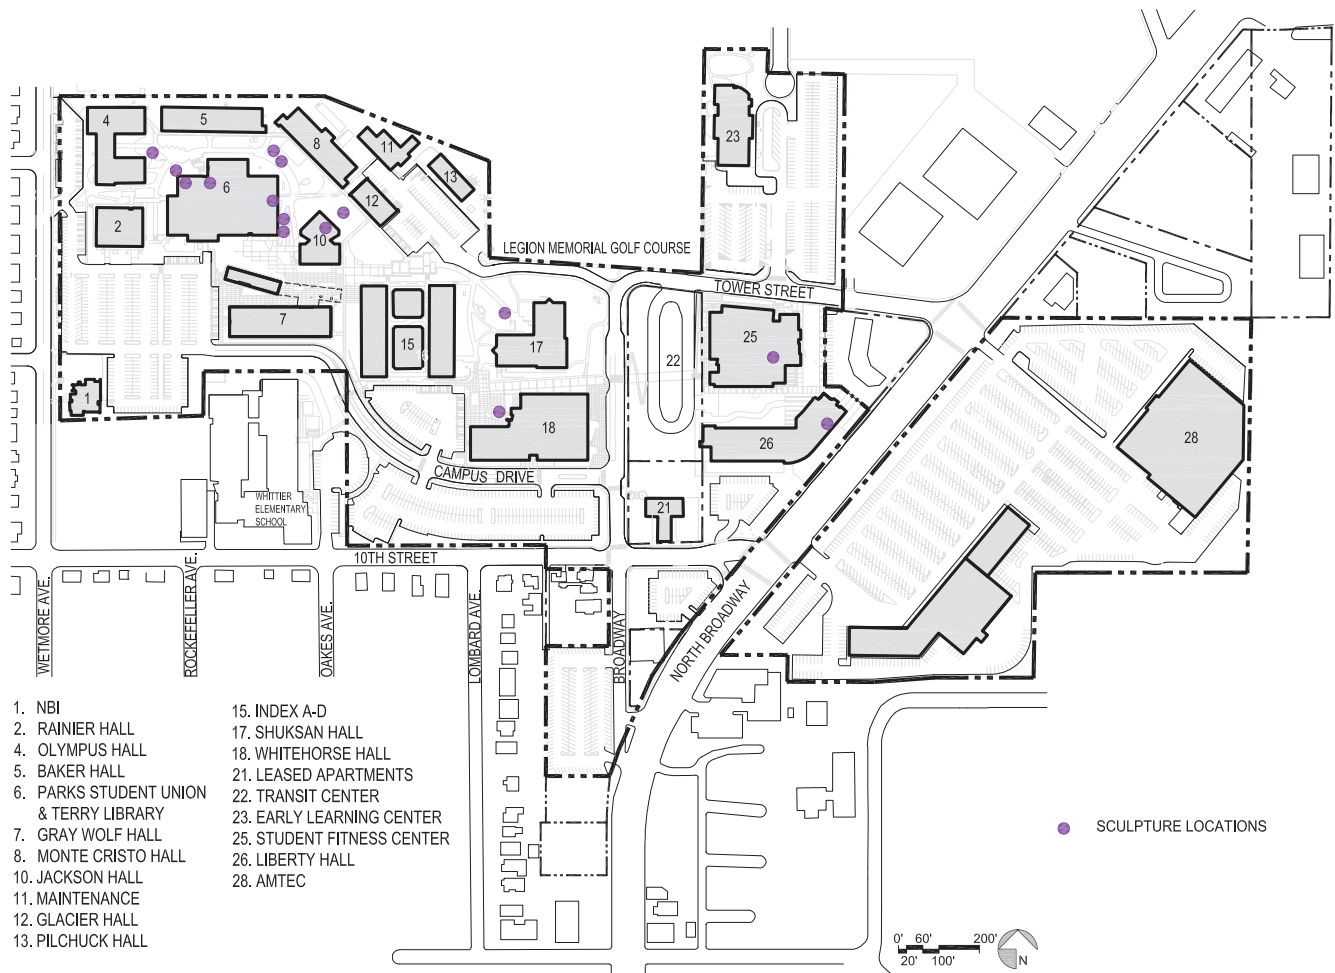 4
5
8
11
13
23
6
12
2
10
LEGION MEMORIAL GOLF COURSE
TOWER STREET
7
15
17
22
25
1
18
26
28
CAMPUS DRIVE
WHITTIER
ELEMENTARY
SCHOOL
21
10TH STREET
WETMORE AVE.
ROCKEFELLER AVE.
OAKES AVE.
LOMBARD AVE.
BROADWAY
NORTH BROADWAY
1. NBI
2. RAINIER HALL
4. OLYMPUS HALL
5. BAKER HALL
6. PARKS STUDENT UNION
& TERRY LIBRARY
7. GRAY WOLF HALL
8. MONTE CRISTO HALL
10. JACKSON HALL
11. MAINTENANCE
12. GLACIER HALL
13. PILCHUCK HALL
15. INDEX A-D
17. SHUKSAN HALL
18. WHITEHORSE HALL
21. LEASED APARTMENTS
22. TRANSIT CENTER
23. EARLY LEARNING CENTER
25. STUDENT FITNESS CENTER
26. LIBERTY HALL
28. AMTEC
SCULPTURE LOCATIONS
0' 60' 200'
20' 100'
N